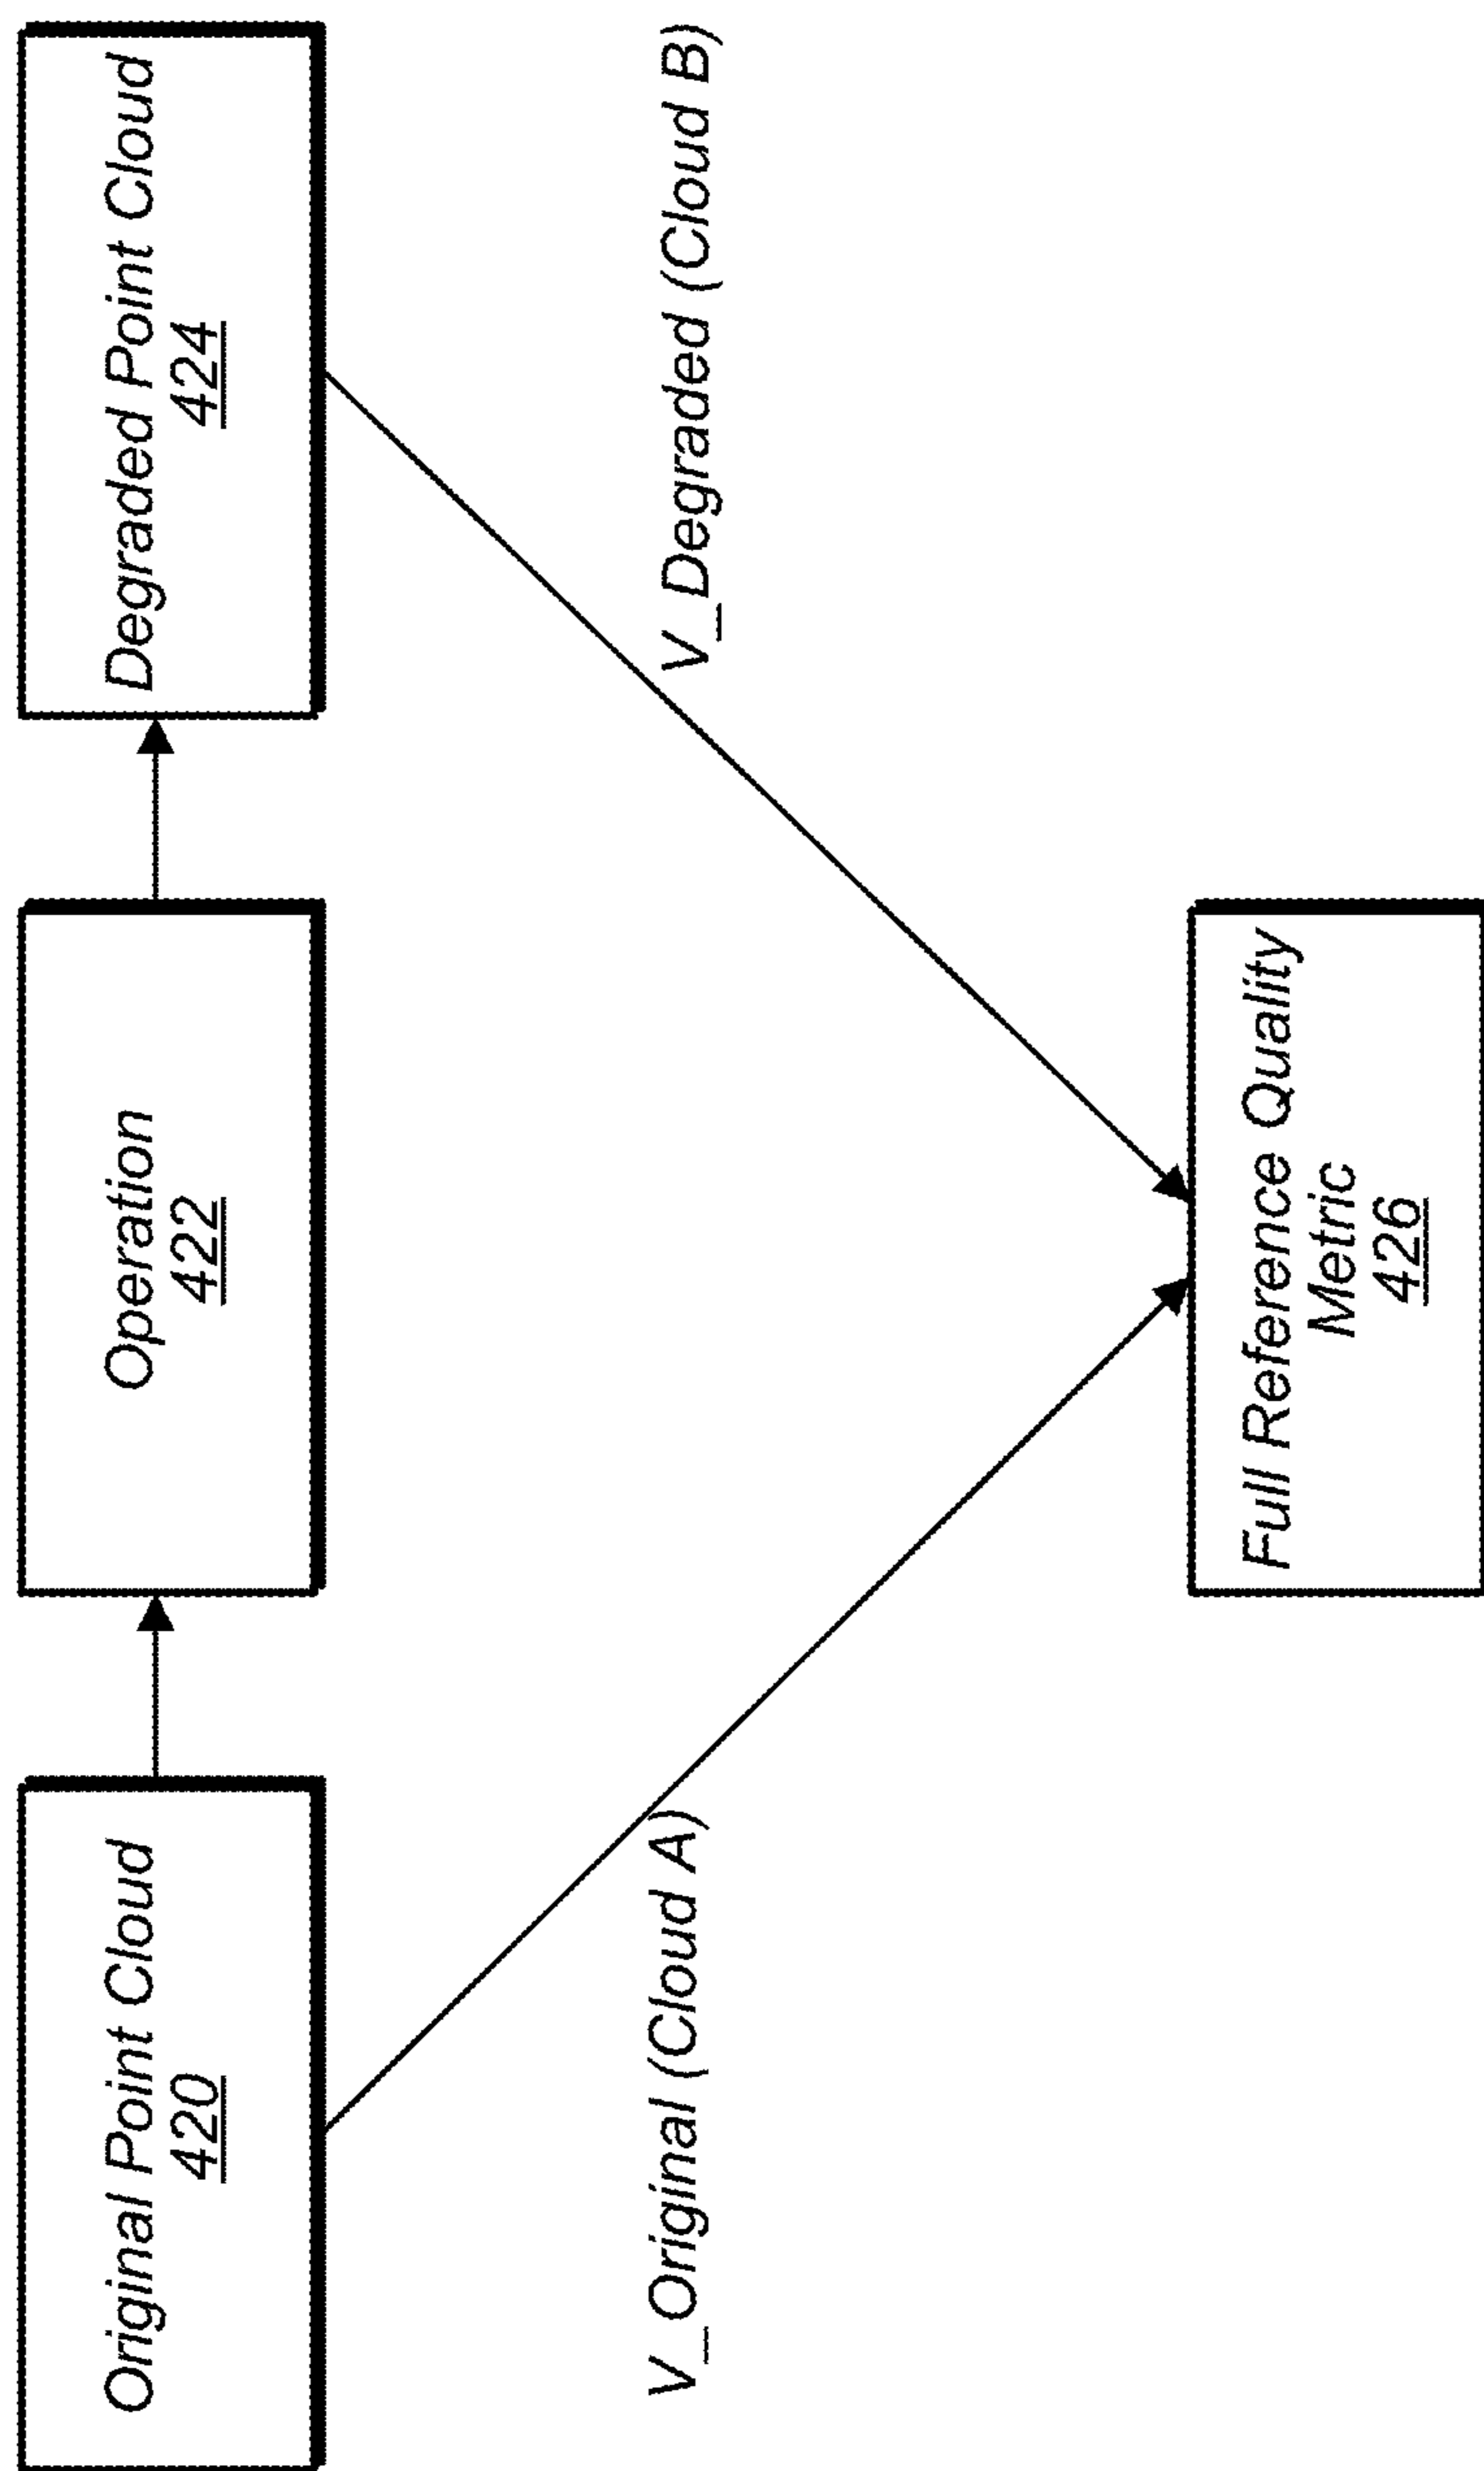 Original Point Cloud
420
Operation
422
Degraded Point Cloud
424
V_Original (Cloud A)
V_Degraded (Cloud B)
Full Reference Quality
Metric
426